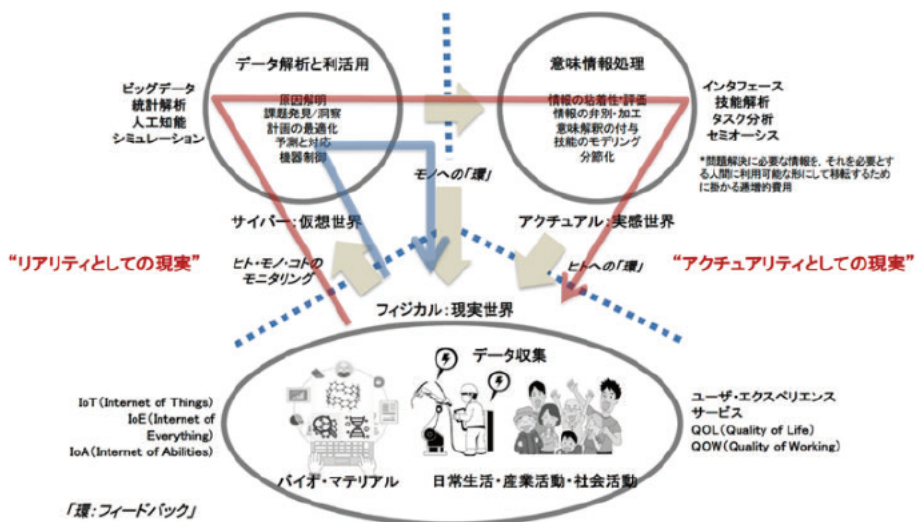 データ解析と利活用
意味情報処理
ビッグデータ
統計解析
人工知能
シミュレーション
原因解明
課題発見/洞察
計画の最適化
予測と対応
機器制御
情報の粘着性*評価
情報の弁別・加工
意味解釈の付与
技能のモデリング
分節化
インタフェース
技能解析
タスク分析
セミオーシス
*問題解決に必要な情報を、それを必要とする人間に利用可能な形にして移転するために掛かる逓増的費用
モノへの「環」
サイバー:仮想世界
アクチュアル:実感世界
“リアリティとしての現実”
ヒト・モノ・コトの
モニタリング
ヒトへの「環」
“アクチュアリティとしての現実”
フィジカル:現実世界
データ収集
IoT(Internet of Things)
IoE(Internet of
Everything)
IoA(Internet of Abilities)
ユーザ・エクスペリエンス
サービス
QOL(Quality of Life)
QOW(Quality of Working)
バイオ・マテリアル
日常生活・産業活動・社会活動
「環:フィードバック」